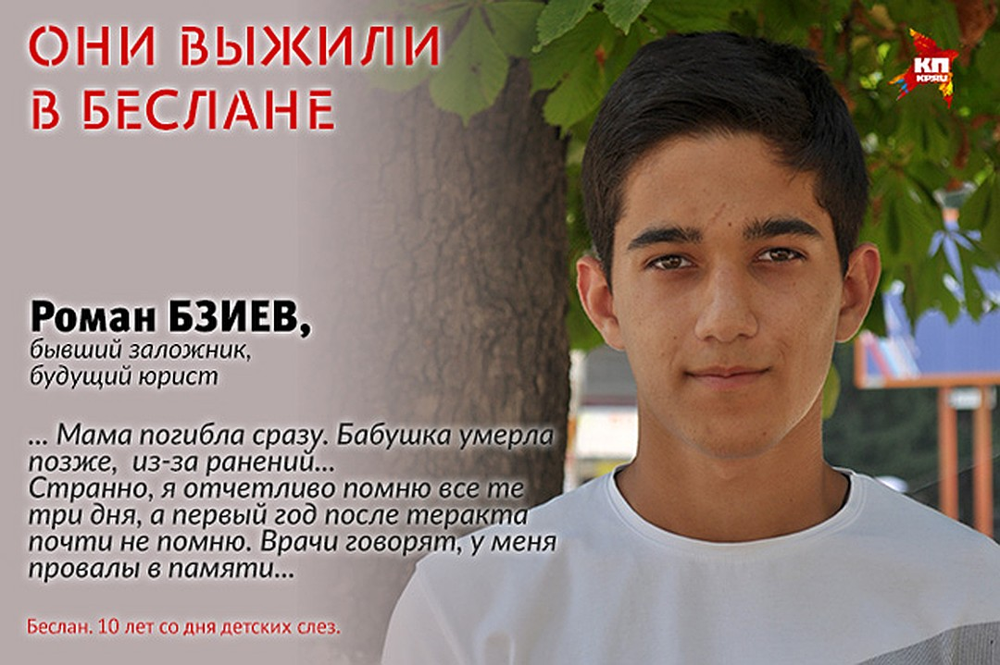 ОНИ ВЫЖИЛИ
В БЕСЛАНЕ
КП
КРЯЦ
Роман БЗИЕВ,
бывший заложник,
будущий юрист
... Мама погибла сразу. Бабушка умерла
позже, из-за ранений...
Странно, я отчетливо помню все те
три дня, а первый год после теракта
почти не помню. Врачи говорят, у меня
провалы в памяти...
Беслан. 10 лет со дня детских слез.